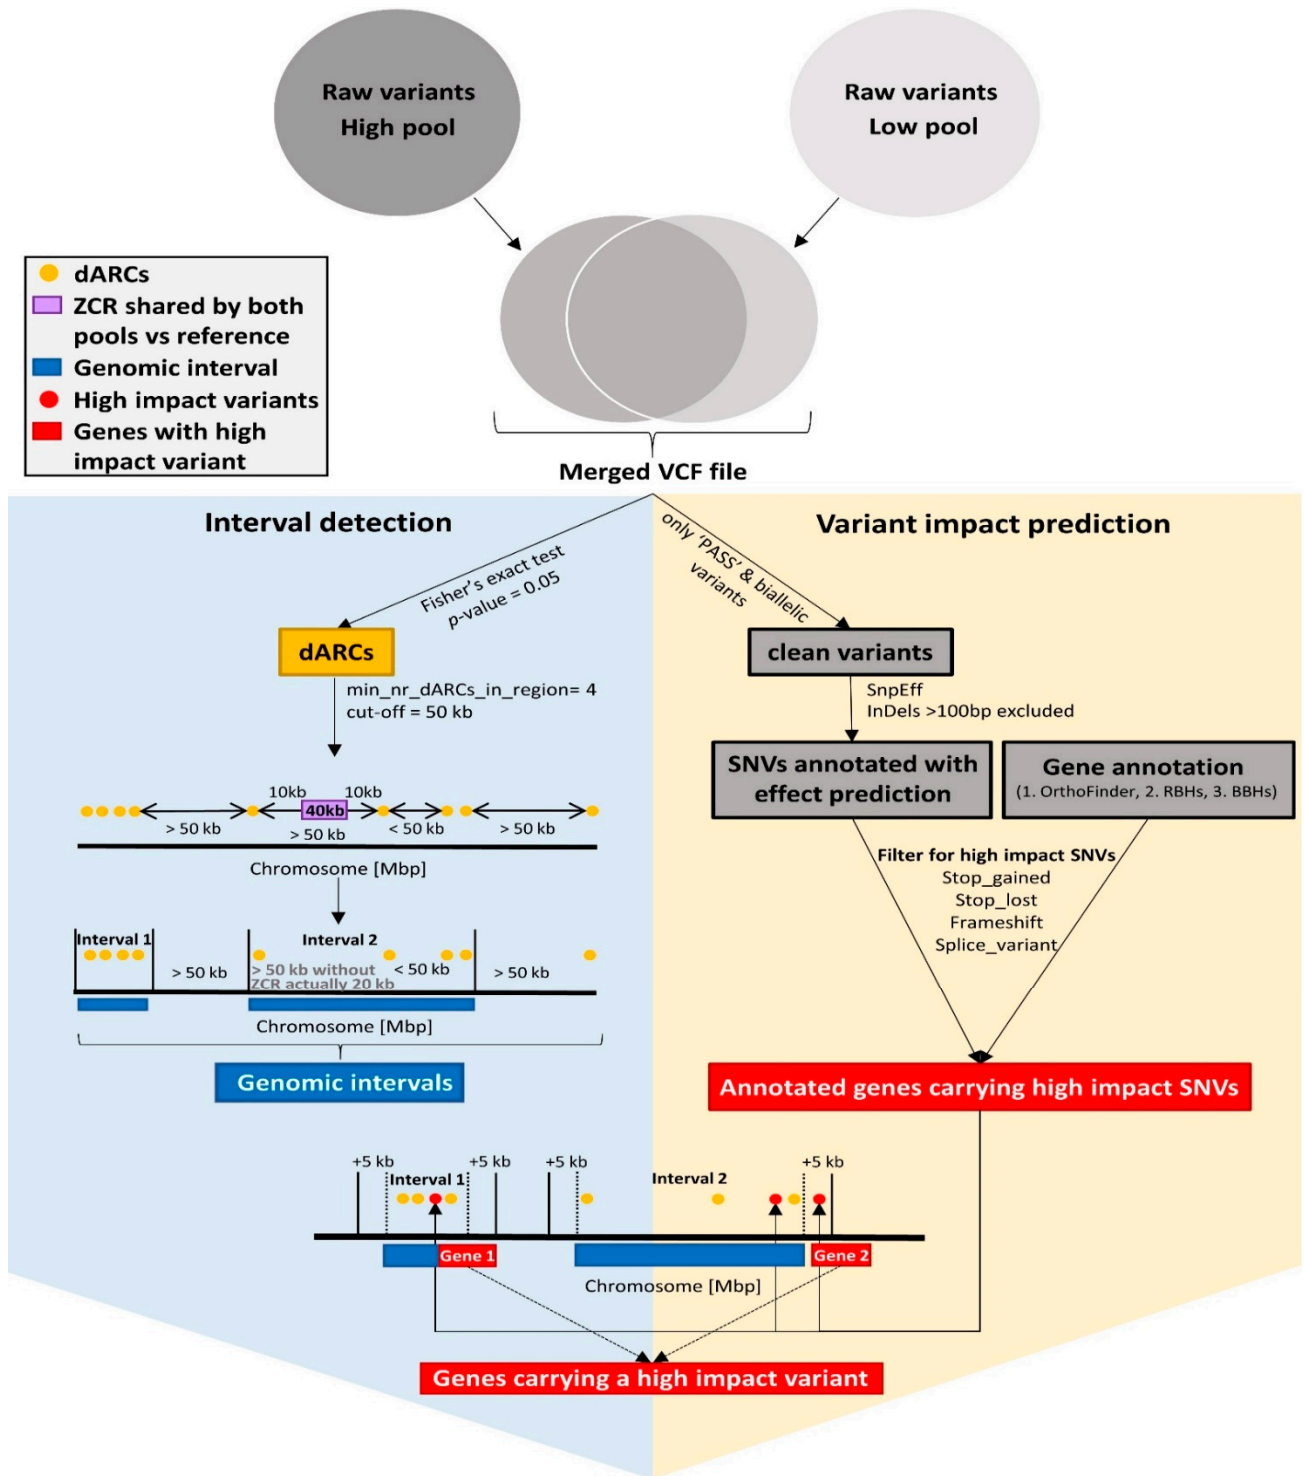 Raw variants
High pool
Raw variants
Low pool
dARCs
ZCR shared by both
pools vs reference
Genomic interval
High impact variants
Genes with high
impact variant
Merged VCF file
Interval detection
Variant impact prediction
Fisher's exact test
p-value = 0.05
only 'PASS' & biallelic
variants
dARCs
clean variants
min_nr_dARCs_in_region= 4
cut-off = 50 kb
SnpEff
InDels >100bp excluded
SNVs annotated with
effect prediction
Gene annotation
(1. OrthoFinder, 2. RBHs, 3. BBHs)
10kb
10kb
40kb
> 50 kb
> 50 kb
< 50 kb
> 50 kb
Chromosome [Mbp]
Filter for high impact SNVs
Stop_gained
Stop_lost
Frameshift
Splice_variant
Interval 1
Interval 2
> 50 kb
> 50 kb without
ZCR actually 20 kb
< 50 kb
> 50 kb
Chromosome [Mbp]
Genomic intervals
Annotated genes carrying high impact SNVs
+5 kb
+5 kb
+5 kb
+5 kb
Interval 1
Interval 2
Gene 1
Gene 2
Chromosome [Mbp]
Genes carrying a high impact variant